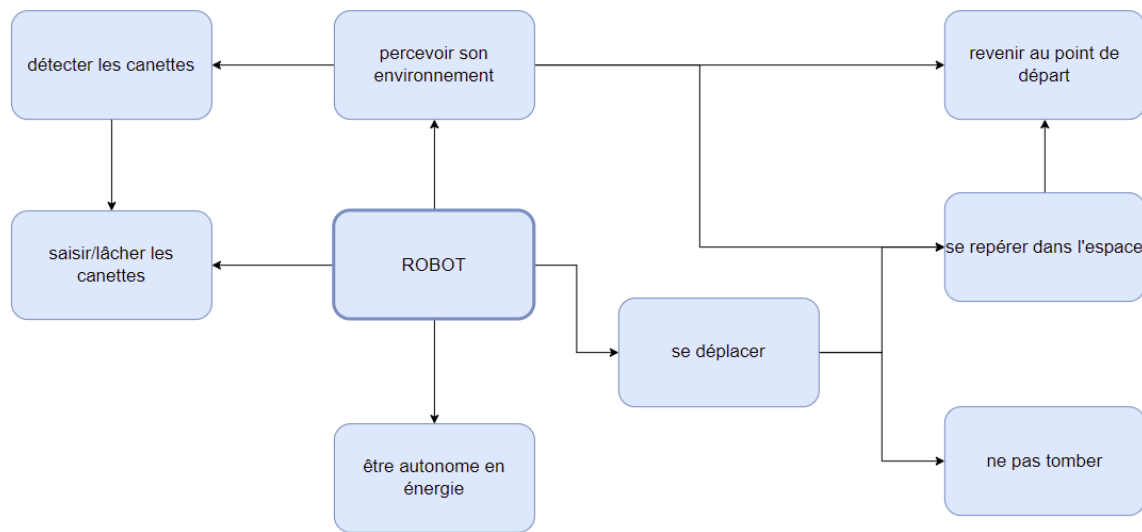 détecter les canettes
percevoir son
environnement
revenir au point de
départ
saisir/lâcher les
canettes
ROBOT
se repérer dans l'espace
se déplacer
être autonome en
énergie
ne pas tomber